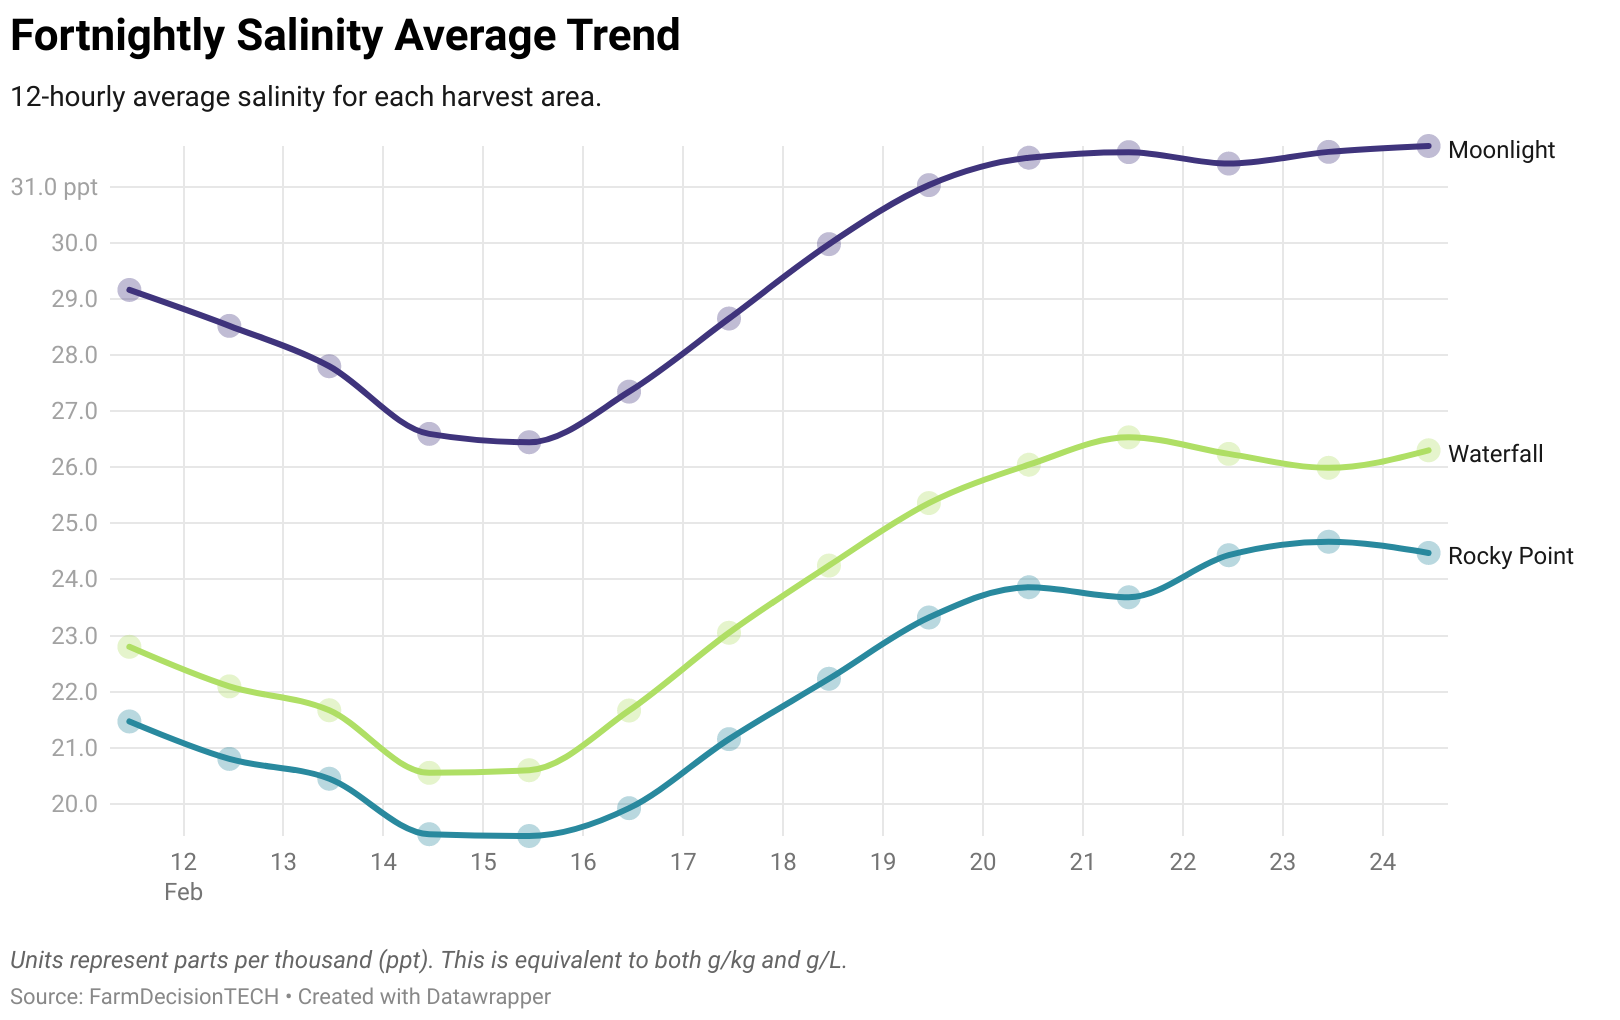 Fortnightly Salinity Average Trend
12-hourly average salinity for each harvest area.
31.0 ppt
30.0
29.0
28.0
27.0
26.0
25.0
24.0
23.0
22.0
21.0
20.0
Moonlight
Waterfall
Rocky Point
12 13 14 15 16 17 18 19 20 21 22 23 24
Feb
Units represent parts per thousand (ppt). This is equivalent to both g/kg and g/L.
Source: FarmDecisionTECH • Created with Datawrapper